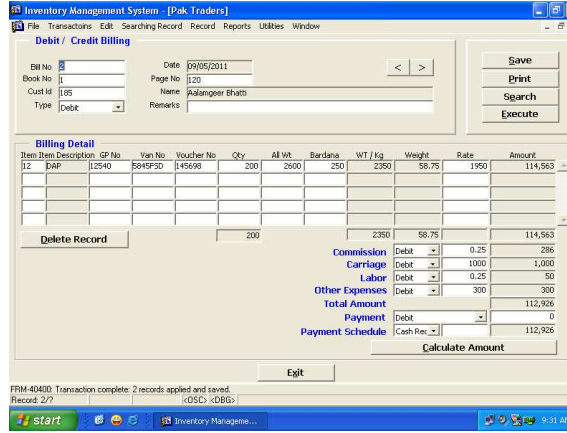 Inventory Management System - [Pak Traders]
File Transactoins Edit Searching Record Record Reports Utilities Window
Debit / Credit Billing
Bill No 2 Date 09/05/2011 < >
Book No 1 Page No 120
Cust Id 185 Name Aalamgeer Bhatti
Type Debit Remarks
Save
Print
Search
Execute
Billing Detail
Item Item Description GP No Van No Voucher No Qty All Wt Bardana WT / Kg Weight Rate Amount
12 DAP 12540 5845FSD 145698 200 2600 250 2350 58.75 1950 114,563
Delete Record 200 2350 58.75 114,563
Commission Debit 0.25 286
Carriage Debit 1000 1,000
Labor Debit 0.25 50
Other Expenses Debit 300 300
Total Amount 112,926
Payment Debit 0
Payment Schedule Cash Rec 112,926
Calculate Amount
Exit
FRM-40400: Transaction complete: 2 records applied and saved.
Record: 2/? <OSC> <DBG>
start Inventory Manageme... 9:31 AM